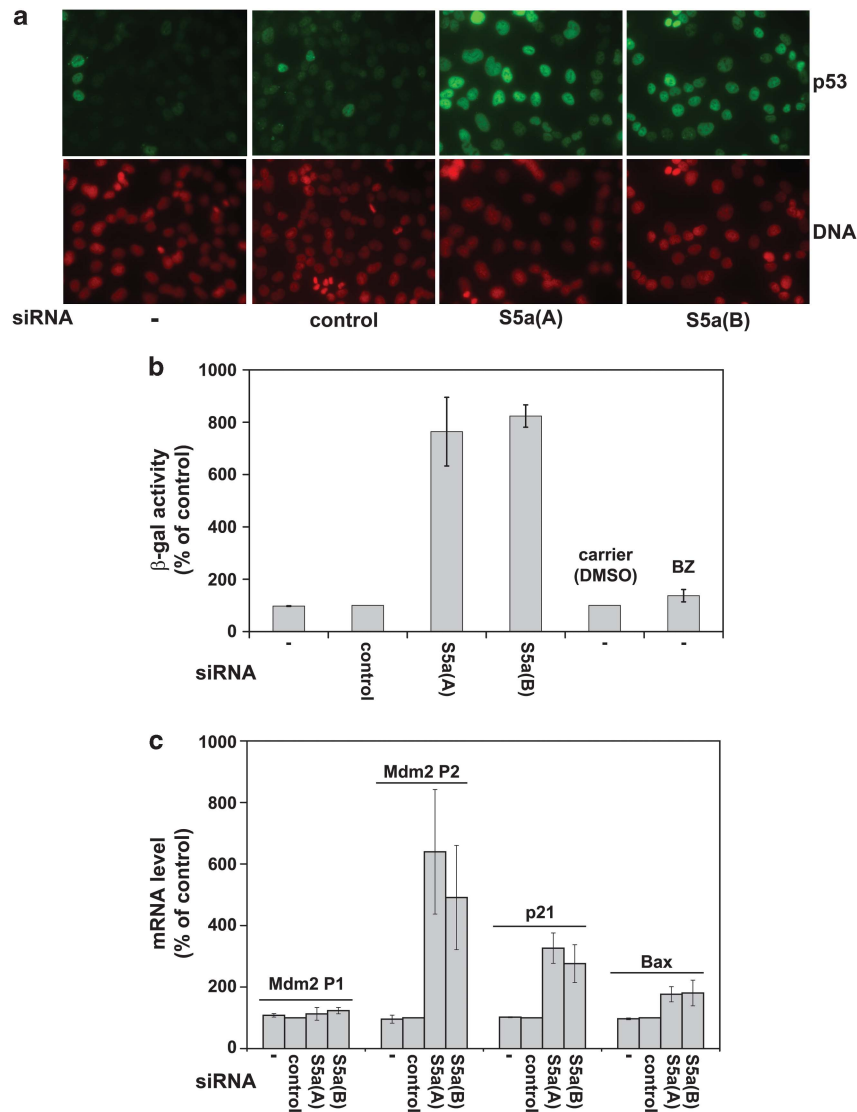 a
p53
DNA
siRNA - control S5a(A) S5a(B)
b
β-gal activity
(% of control)
1000
800
600
400
200
0
carrier
(DMSO)
BZ
siRNA - control S5a(A) S5a(B) - -
c
mRNA level
(% of control)
1000
800
600
400
200
0
Mdm2 P1
Mdm2 P2
p21
Bax
siRNA - control S5a(A) S5a(B) - control S5a(A) S5a(B) - control S5a(A) S5a(B) - control S5a(A) S5a(B)